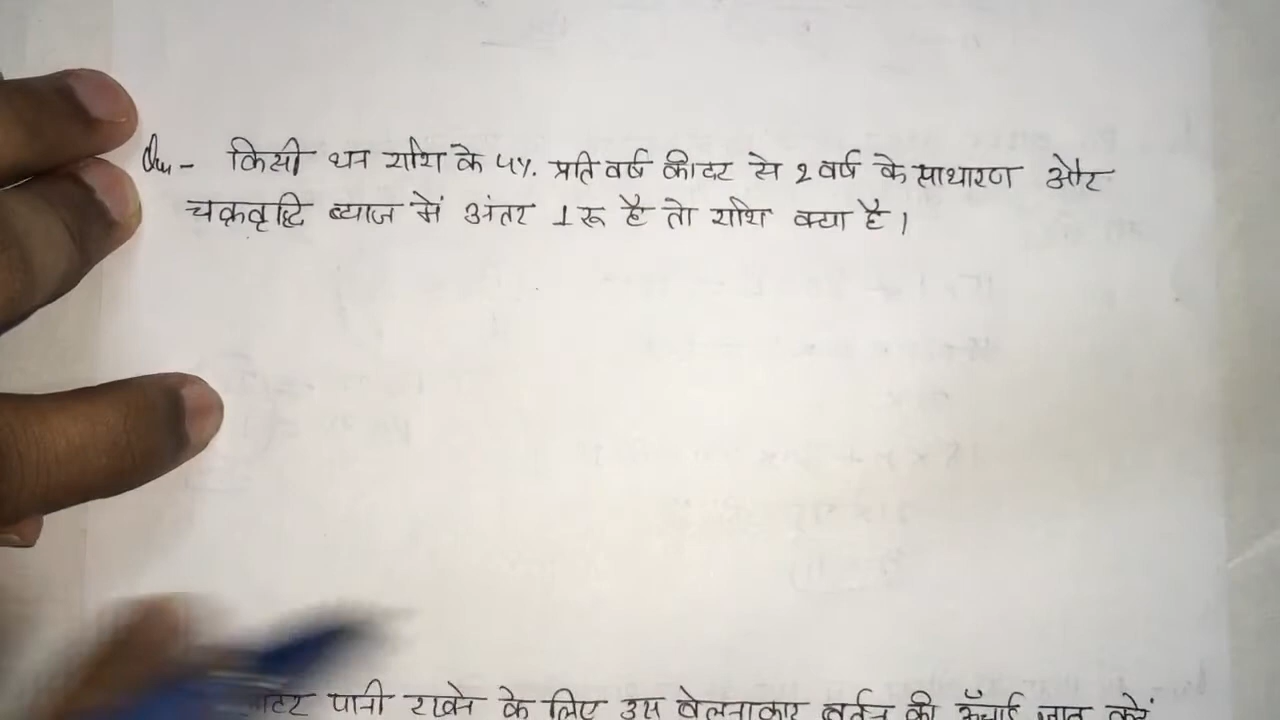 Qu - किसी धन राशि के 4%. प्रति वर्ष की दर से 2 वर्ष के साधारण और
चक्रवृद्धि ब्याज में अंतर 1 रू है तो राशि क्या है।
पानी रखने के लिए उस बेलनाकार बर्तन की ऊँचाई ज्ञात करें